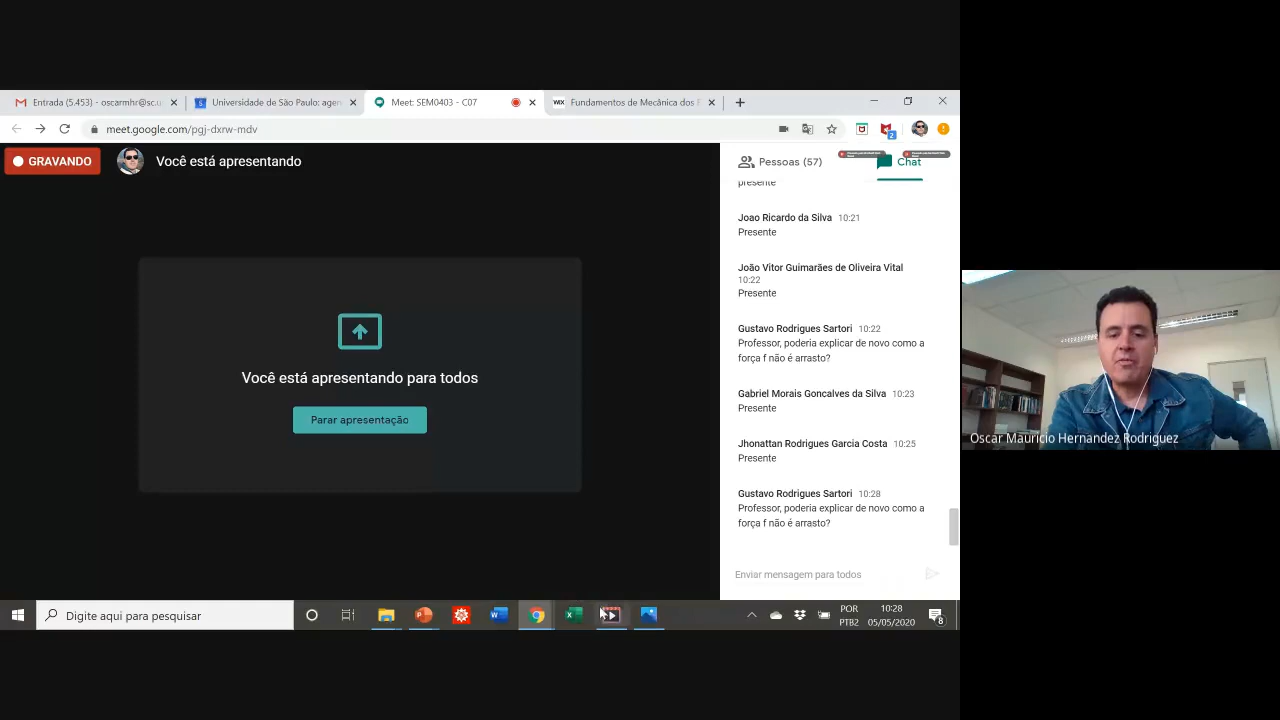 Entrada (5.453) - oscarmhr@sc.u
Universidade de São Paulo: agen
Meet: SEM0403 - C07
WIX
Fundamentos de Mecânica dos F
meet.google.com/pgj-dxrw-mdv
2
GRAVANDO
Você está apresentando
Pessoas (57)
Chat
presente
Joao Ricardo da Silva 10:21
Presente
João Vitor Guimarães de Oliveira Vital
10:22
Presente
Gustavo Rodrigues Sartori 10:22
Professor, poderia explicar de novo como a
força f não é arrasto?
Gabriel Morais Goncalves da Silva 10:23
Presente
Jhonattan Rodrigues Garcia Costa 10:25
Presente
Gustavo Rodrigues Sartori 10:28
Professor, poderia explicar de novo como a
força f não é arrasto?
Enviar mensagem para todos
Você está apresentando para todos
Parar apresentação
Oscar Mauricio Hernandez Rodriguez
Digite aqui para pesquisar
POR
PTB2
10:28
05/05/2020
8